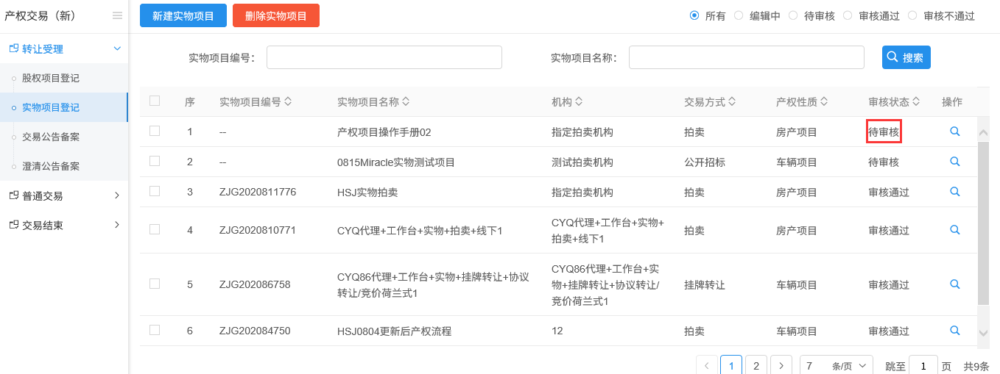 产权交易（新）
转让受理
股权项目登记
实物项目登记
交易公告备案
澄清公告备案
普通交易
交易结束
新建实物项目 删除实物项目 所有 编辑中 待审核 审核通过 审核不通过
实物项目编号： 实物项目名称： 搜索
序 实物项目编号 实物项目名称 机构 交易方式 产权性质 审核状态 操作
1 -- 产权项目操作手册02 指定拍卖机构 拍卖 房产项目 待审核
2 -- 0815Miracle实物测试项目 测试拍卖机构 公开招标 车辆项目 待审核
3 ZJG2020811776 HSJ实物拍卖 指定拍卖机构 拍卖 房产项目 审核通过
4 ZJG2020810771 CYQ代理+工作台+实物+拍卖+线下1 CYQ代理+工作台+实物+
拍卖+线下1 拍卖 房产项目 审核通过
5 ZJG202086758 CYQ86代理+工作台+实物+挂牌转让+协议
转让/竞价荷兰式1 CYQ86代理+工作台+实
物+挂牌转让+协议转让/
竞价荷兰式1 挂牌转让 车辆项目 审核通过
6 ZJG202084750 HSJ0804更新后产权流程 12 拍卖 车辆项目 审核通过
1 2 7 条/页 跳至 1 页 共9条